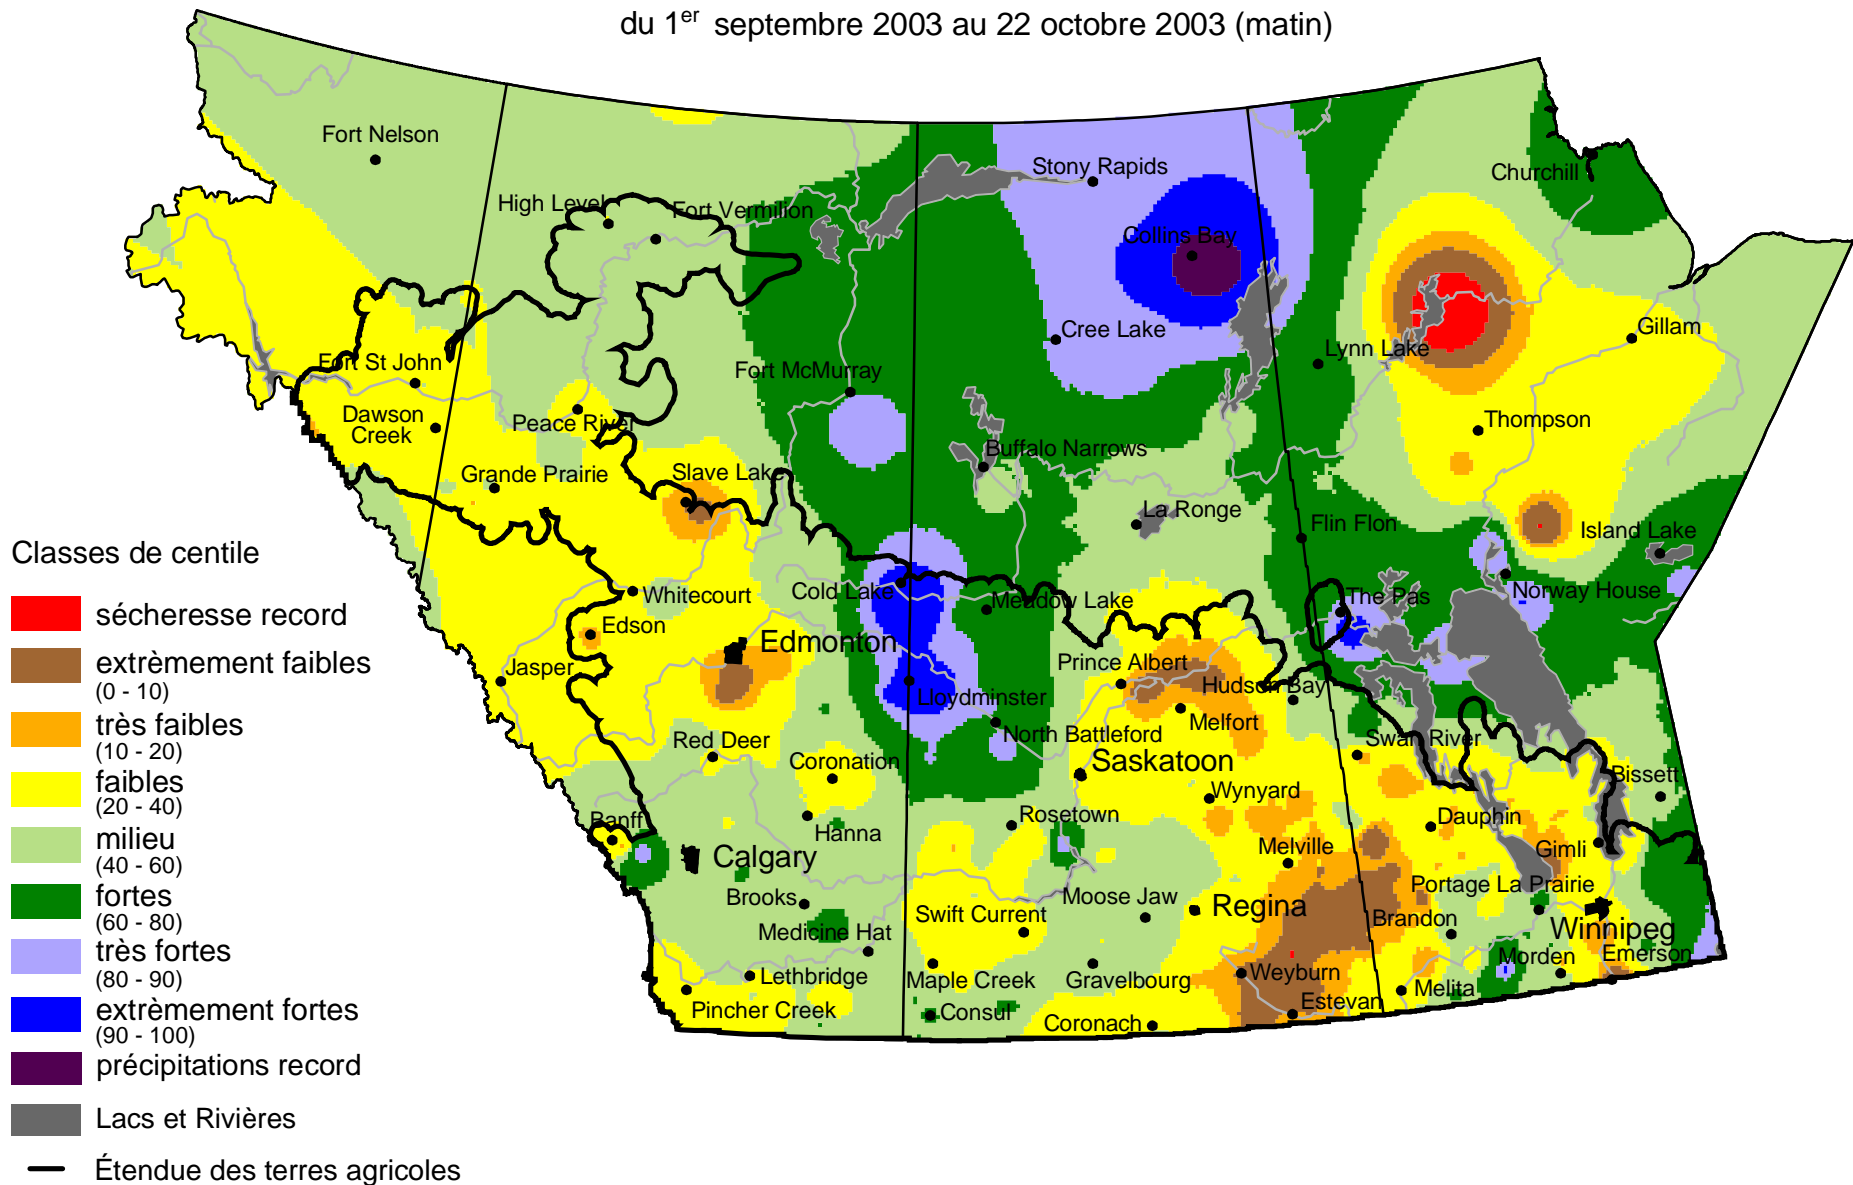 du 1er septembre 2003 au 22 octobre 2003 (matin)
Fort Nelson
Stony Rapids
Churchill
High Level
Fort Vermilion
Collins Bay
Cree Lake
Gillam
Lynn Lake
Fort St John
Fort McMurray
Dawson
Creek
Peace River
Thompson
Buffalo Narrows
Grande Prairie
Slave Lake
La Ronge
Flin Flon
Island Lake
Cold Lake
Whitecourt
Meadow Lake
The Pas
Norway House
Edson
Edmonton
Jasper
Prince Albert
Hudson Bay
Lloydminster
Melfort
North Battleford
Red Deer
Swan River
Coronation
Saskatoon
Bissett
Wynyard
Banff
Hanna
Rosetown
Dauphin
Calgary
Melville
Gimli
Brooks
Moose Jaw
Portage La Prairie
Swift Current
Regina
Brandon
Medicine Hat
Winnipeg
Lethbridge
Maple Creek
Gravelbourg
Weyburn
Morden
Emerson
Pincher Creek
Consul
Coronach
Estevan
Melita
Classes de centile
sécheresse record
extrèmement faibles
(0 - 10)
très faibles
(10 - 20)
faibles
(20 - 40)
milieu
(40 - 60)
fortes
(60 - 80)
très fortes
(80 - 90)
extrèmement fortes
(90 - 100)
précipitations record
Lacs et Rivières
Étendue des terres agricoles